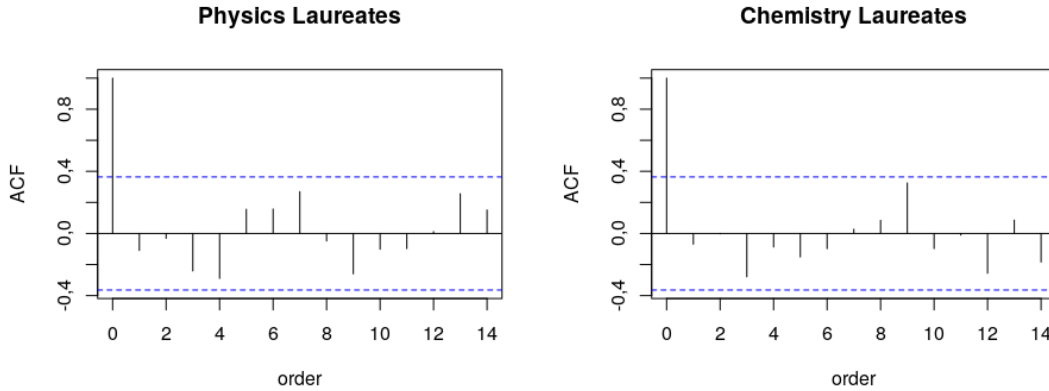 Physics Laureates
ACF
0,8
0,4
0,0
-0,4
0 2 4 6 8 10 12 14
order
Chemistry Laureates
ACF
0,8
0,4
0,0
-0,4
0 2 4 6 8 10 12 14
order